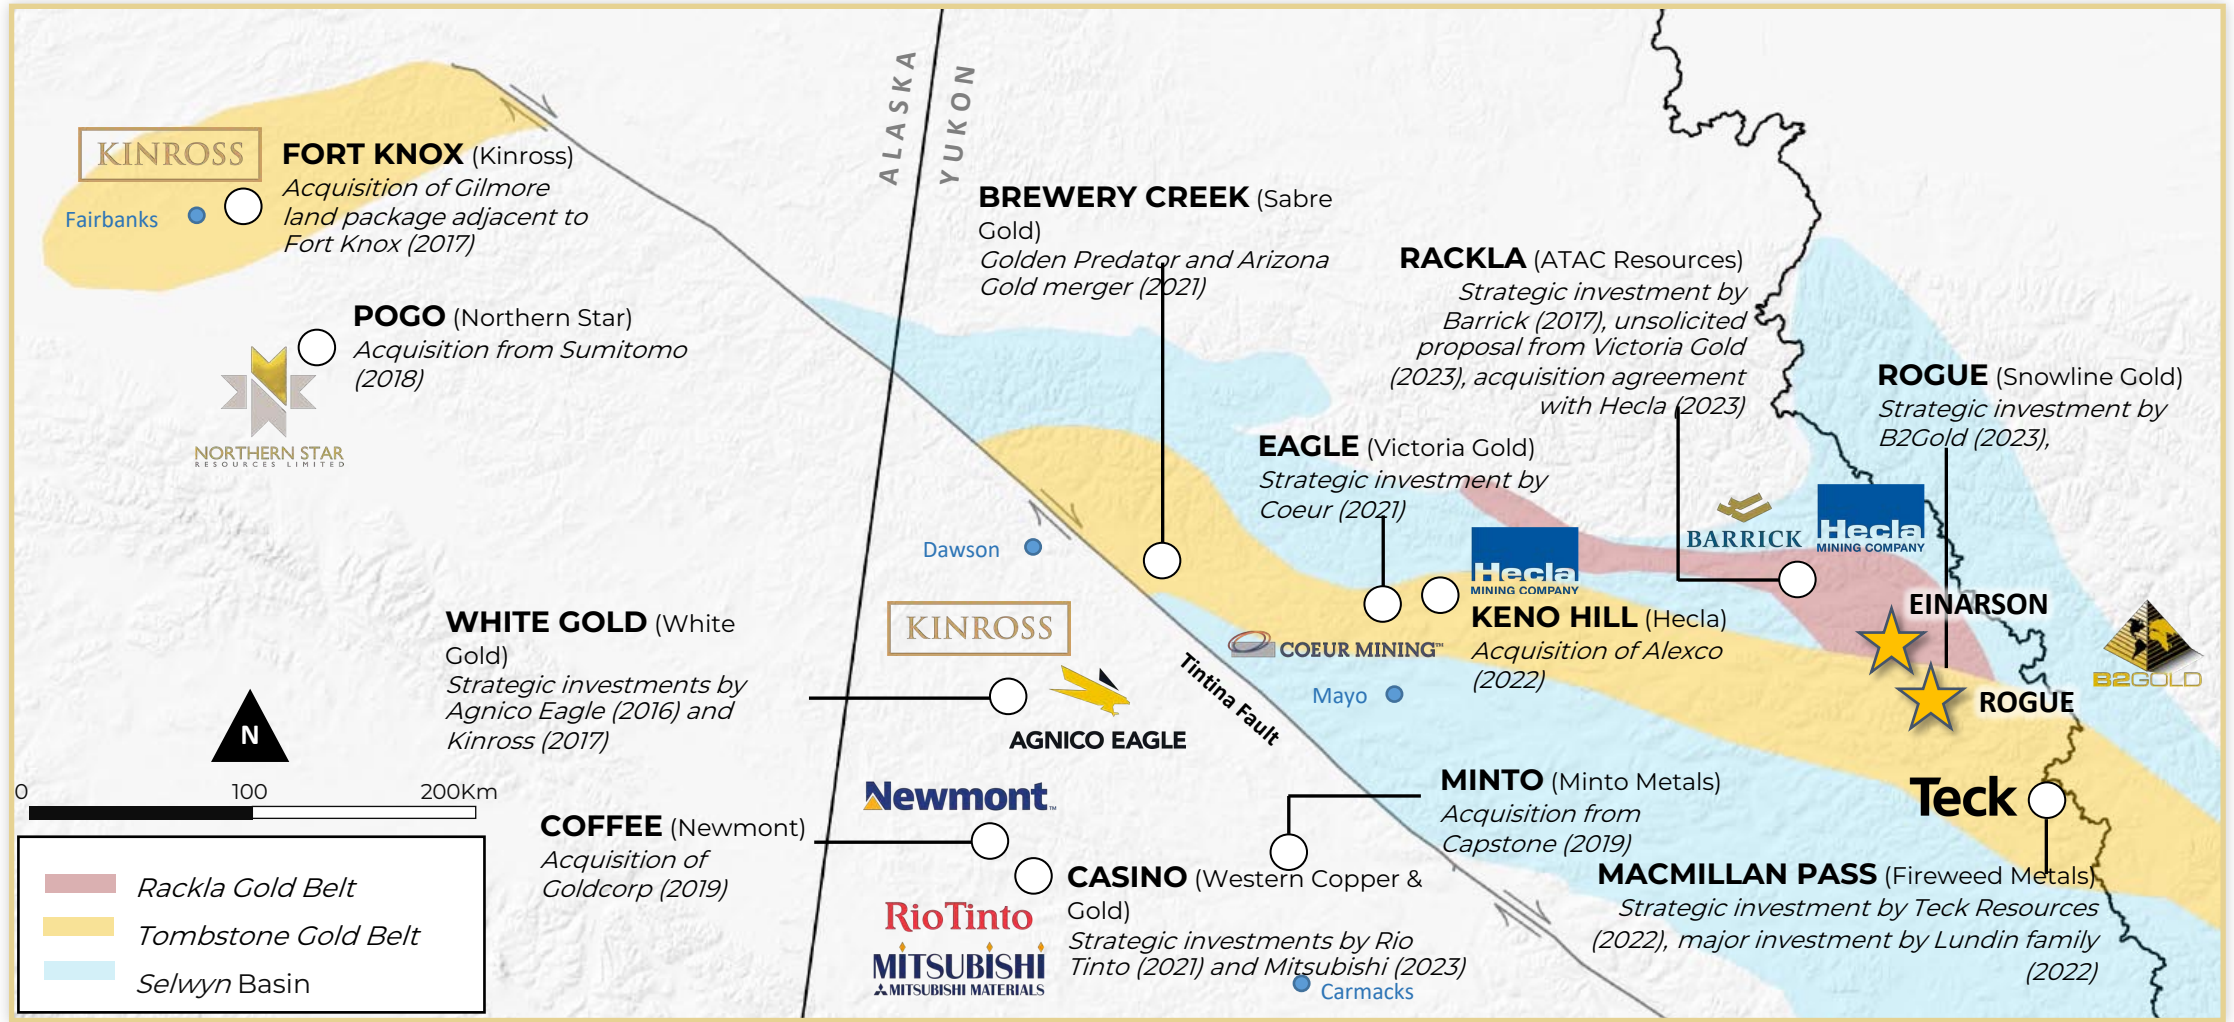 ALASKA
YUKON
KINROSS
FORT KNOX (Kinross)
Acquisition of Gilmore
land package adjacent to
Fort Knox (2017)
Fairbanks
POGO (Northern Star)
Acquisition from Sumitomo
(2018)
NORTHERN STAR
RESOURCES LIMITED
BREWERY CREEK (Sabre
Gold)
Golden Predator and Arizona
Gold merger (2021)
RACKLA (ATAC Resources)
Strategic investment by
Barrick (2017), unsolicited
proposal from Victoria Gold
(2023), acquisition agreement
with Hecla (2023)
ROGUE (Snowline Gold)
Strategic investment by
B2Gold (2023),
EAGLE (Victoria Gold)
Strategic investment by
Coeur (2021)
BARRICK
Hecla
MINING COMPANY
Dawson
Hecla
MINING COMPANY
KENO HILL (Hecla)
Acquisition of Alexco
(2022)
EINARSON
ROGUE
B2GOLD
WHITE GOLD (White
Gold)
Strategic investments by
Agnico Eagle (2016) and
Kinross (2017)
KINROSS
AGNICO EAGLE
COEUR MINING™
Mayo
Tintina Fault
N
0 100 200Km
Newmont™
COFFEE (Newmont)
Acquisition of
Goldcorp (2019)
MINTO (Minto Metals)
Acquisition from
Capstone (2019)
Teck
MACMILLAN PASS (Fireweed Metals)
Strategic investment by Teck Resources
(2022), major investment by Lundin family
(2022)
CASINO (Western Copper &
Gold)
Strategic investments by Rio
Tinto (2021) and Mitsubishi (2023)
RioTinto
MITSUBISHI
MITSUBISHI MATERIALS
Carmacks
Rackla Gold Belt
Tombstone Gold Belt
Selwyn Basin